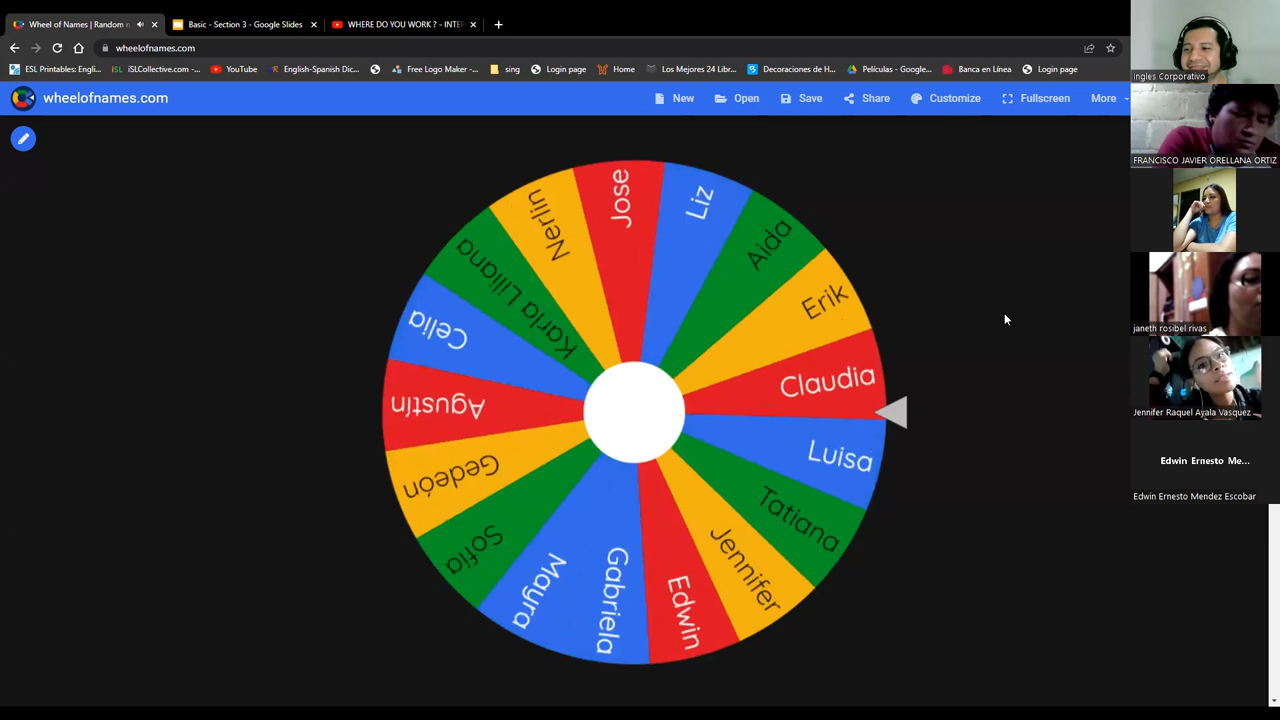 Wheel of Names | Random n
Basic - Section 3 - Google Slides
WHERE DO YOU WORK ? - INTE
wheelofnames.com
ESL Printables: Engli...
iSLCollective.com -...
YouTube
English-Spanish Dic...
Free Logo Maker -...
sing
Login page
Home
Los Mejores 24 Libr...
Decoraciones de H...
Películas - Google...
Banca en Línea
Login page
wheelofnames.com
New
Open
Save
Share
Customize
Fullscreen
More
Jose
Liz
Aida
Erik
Claudia
Luisa
Tatiana
Jennifer
Edwin
Gabriela
Mayra
Sofía
Gedeón
Agustín
Celia
Karla Liliana
Nerlin
Ingles Corporativo
FRANCISCO JAVIER ORELLANA ORTIZ
janeth rosibel rivas
Jennifer Raquel Ayala Vasquez
Edwin Ernesto Me...
Edwin Ernesto Mendez Escobar